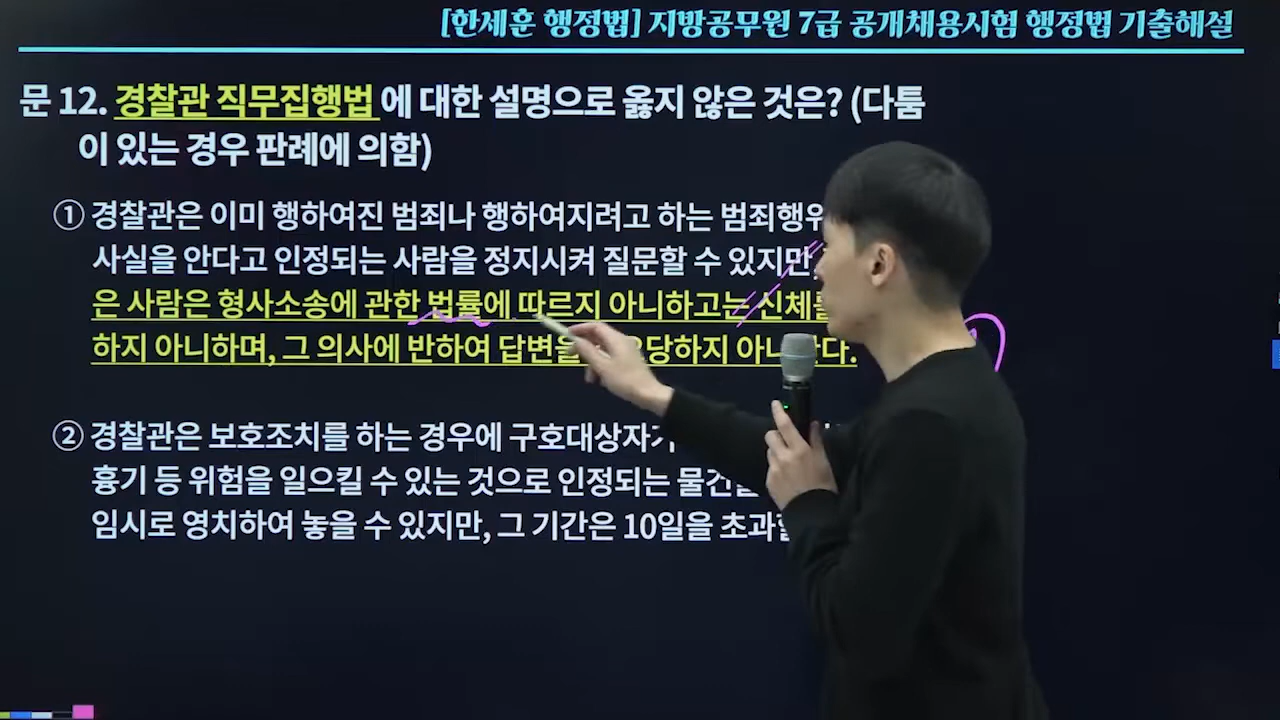 [한세훈 행정법] 지방공무원 7급 공개채용시험 행정법 기출해설
문 12. 경찰관 직무집행법 에 대한 설명으로 옳지 않은 것은? (다툼
이 있는 경우 판례에 의함)
① 경찰관은 이미 행하여진 범죄나 행하여지려고 하는 범죄행위
사실을 안다고 인정되는 사람을 정지시켜 질문할 수 있지만,
은 사람은 형사소송에 관한 법률에 따르지 아니하고는 신체를
하지 아니하며, 그 의사에 반하여 답변을
② 경찰관은 보호조치를 하는 경우에 구호대상자가
흉기 등 위험을 일으킬 수 있는 것으로 인정되는 물건을
임시로 영치하여 놓을 수 있지만, 그 기간은 10일을